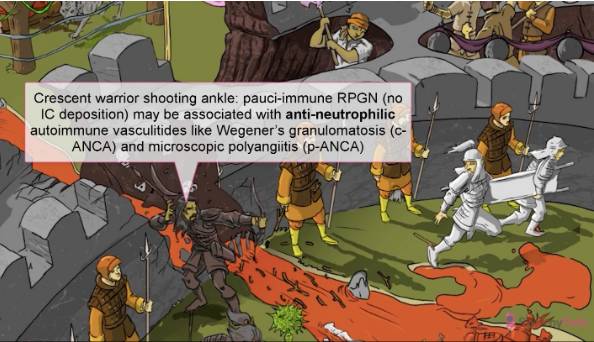 Crescent warrior shooting ankle: pauci-immune RPGN (no
IC deposition) may be associated with anti-neutrophilic
autoimmune vasculitides like Wegener's granulomatosis (c-
ANCA) and microscopic polyangiitis (p-ANCA)